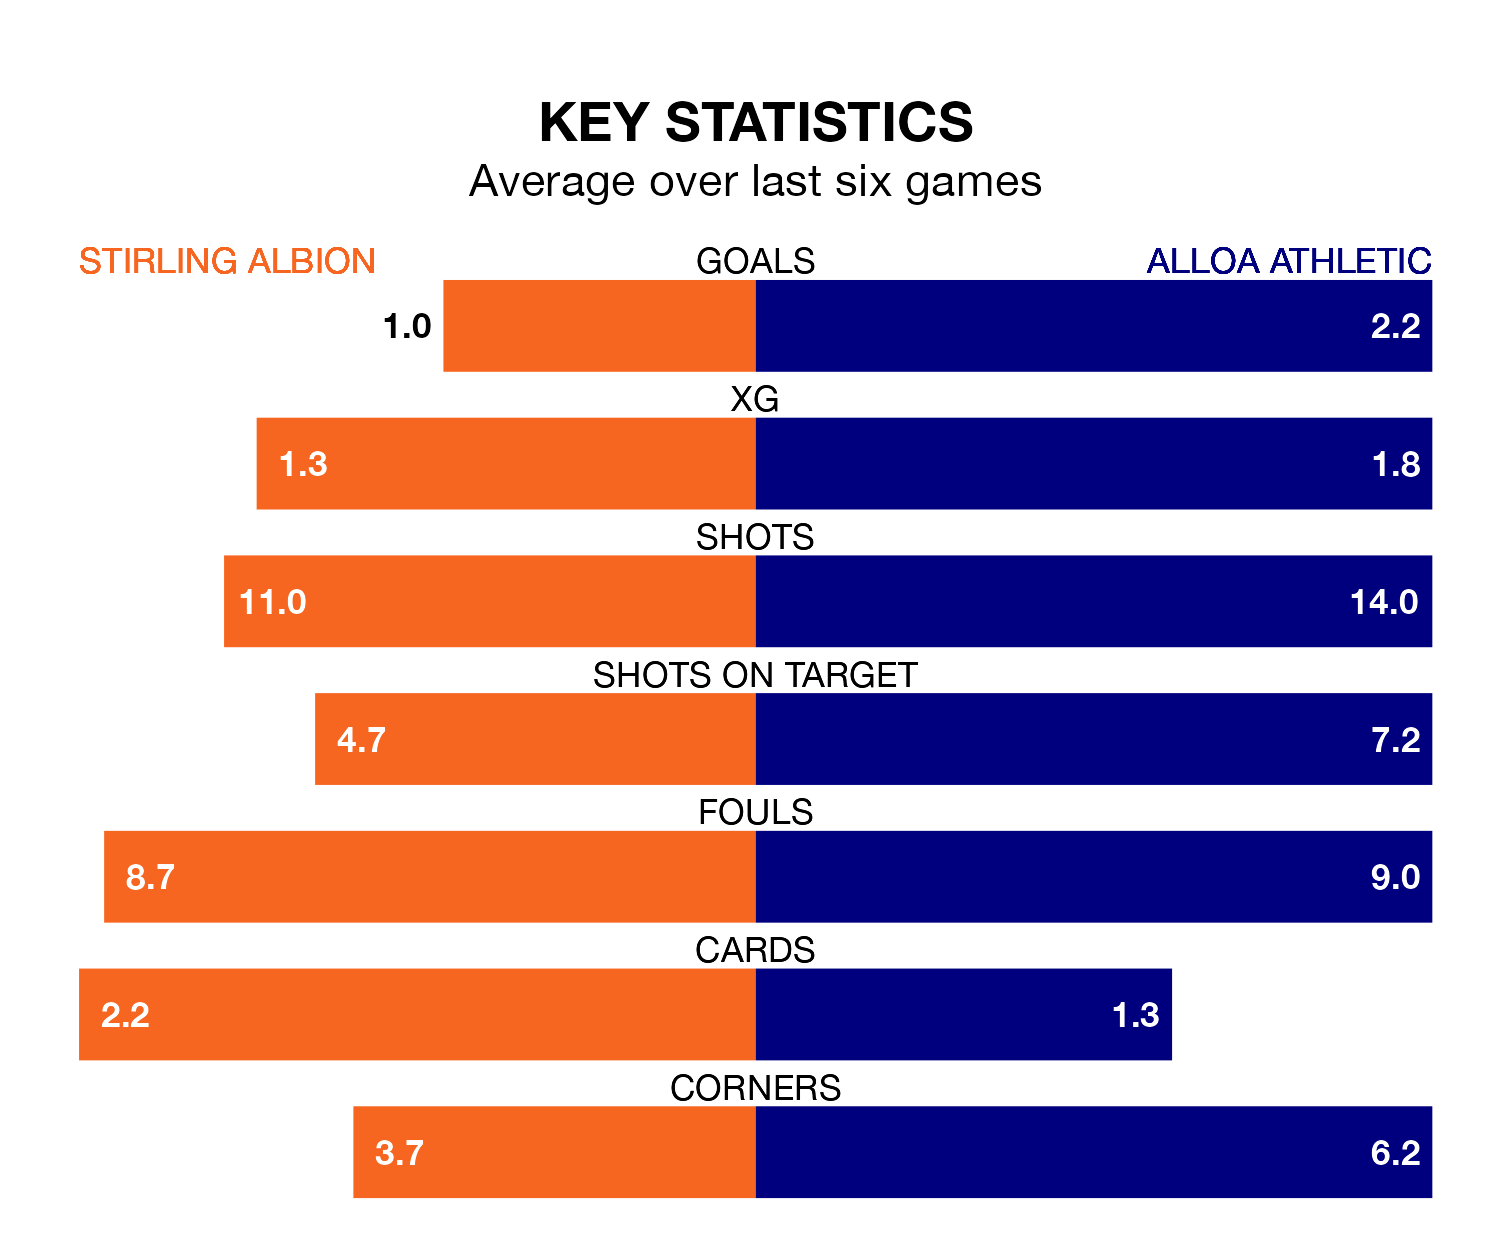 KEY STATISTICS
Average over last six games
STIRLING ALBION GOALS ALLOA ATHLETIC
1.0 2.2
XG
1.3 1.8
SHOTS
11.0 14.0
SHOTS ON TARGET
4.7 7.2
FOULS
8.7 9.0
CARDS
2.2 1.3
CORNERS
3.7 6.2